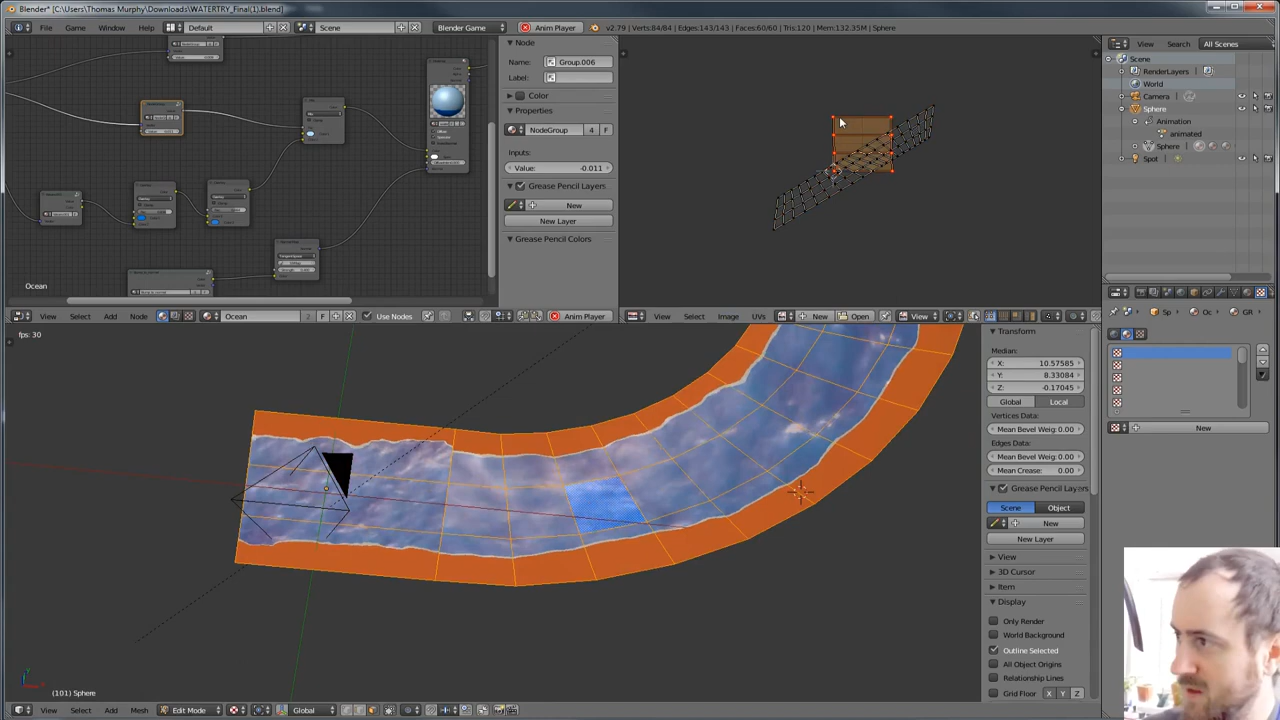 Blender* [C:\Users\Thomas Murphy\Downloads\WATERTRY_Final(1).blend]
File Game Window Help Default Scene Blender Game Anim Player v2.79 | Verts:84/84 | Edges:143/143 | Faces:60/60 | Tris:120 | Mem:132.35M | Sphere
View Search All Scenes
Node
Name: Group.006
Label:
Color
Properties
NodeGroup 4 F
Inputs:
Value: -0.011
Grease Pencil Layers
New
New Layer
Grease Pencil Colors
Ocean
Scene
RenderLayers
World
Camera
Sphere
Animation
animated
Sphere
Spot
View Select Add Node Ocean 2 F Use Nodes Anim Player
View Select Image UVs New Open View
Sp Oc GR
New
fps: 30
Transform
Median:
X: 10.57585
Y: 8.33084
Z: -0.17045
Global Local
Vertices Data:
Mean Bevel Weig: 0.00
Edges Data:
Mean Bevel Weig: 0.00
Mean Crease: 0.00
Grease Pencil Layers
Scene Object
New
New Layer
View
3D Cursor
Item
Display
Only Render
World Background
Outline Selected
All Object Origins
Relationship Lines
Grid Floor X Y Z
(101) Sphere
View Select Add Mesh Edit Mode Global